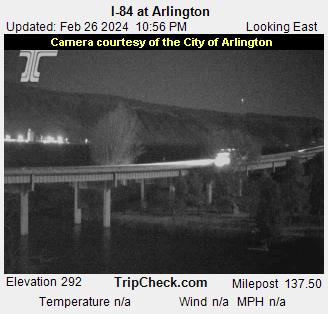 I-84 at Arlington
Updated: Feb 26 2024 10:56 PM Looking East
Camera courtesy of the City of Arlington
Elevation 292 TripCheck.com Milepost 137.50
Temperature n/a Wind n/a MPH n/a